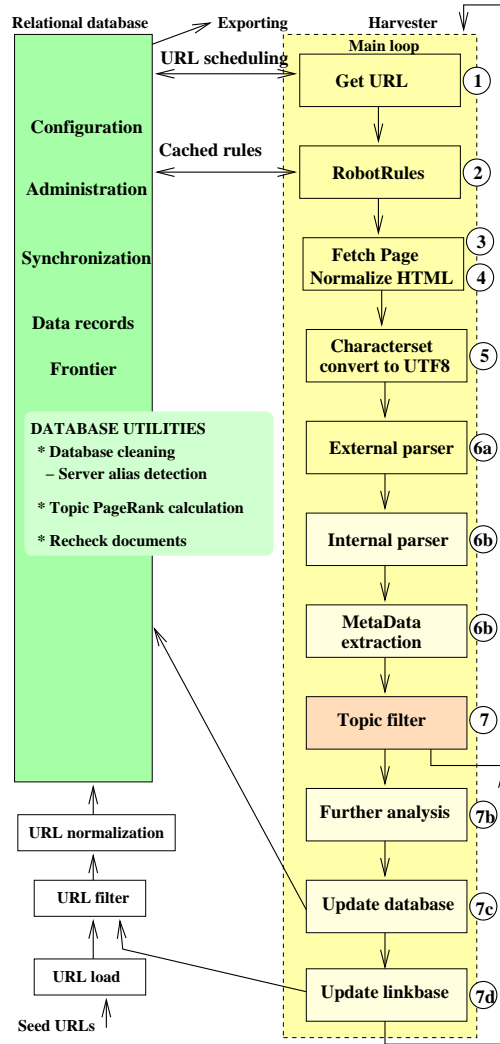 Relational database
Exporting
Harvester
Main loop
URL scheduling
Get URL
1
Configuration
Cached rules
RobotRules
2
Administration
3
Synchronization
Fetch Page
Normalize HTML
4
Data records
Characterset
convert to UTF8
5
Frontier
DATABASE UTILITIES
* Database cleaning
– Server alias detection
* Topic PageRank calculation
* Recheck documents
External parser
6a
Internal parser
6b
MetaData
extraction
6b
Topic filter
7
Further analysis
7b
URL normalization
URL filter
Update database
7c
URL load
Update linkbase
7d
Seed URLs